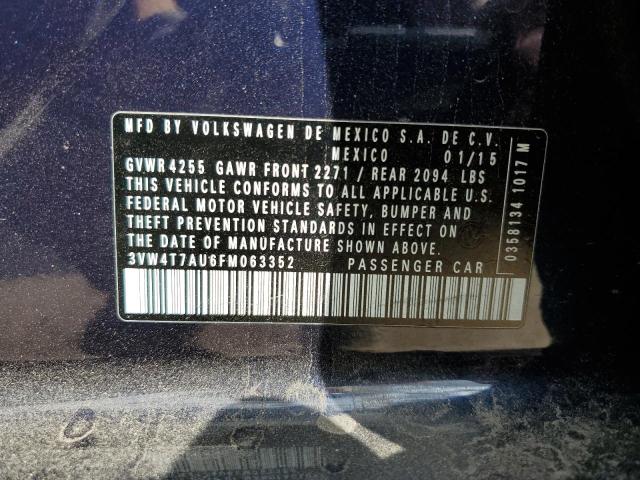 MFD BY VOLKSWAGEN DE MEXICO S.A. DE C.V.
MEXICO 01/15
GVWR 4255 GAWR FRONT 2271 / REAR 2094 LBS
THIS VEHICLE CONFORMS TO ALL APPLICABLE U.S.
FEDERAL MOTOR VEHICLE SAFETY, BUMPER AND
THEFT PREVENTION STANDARDS IN EFFECT ON
THE DATE OF MANUFACTURE SHOWN ABOVE.
3VW4T7AU6FM063352 PASSENGER CAR
0358134 1017 M